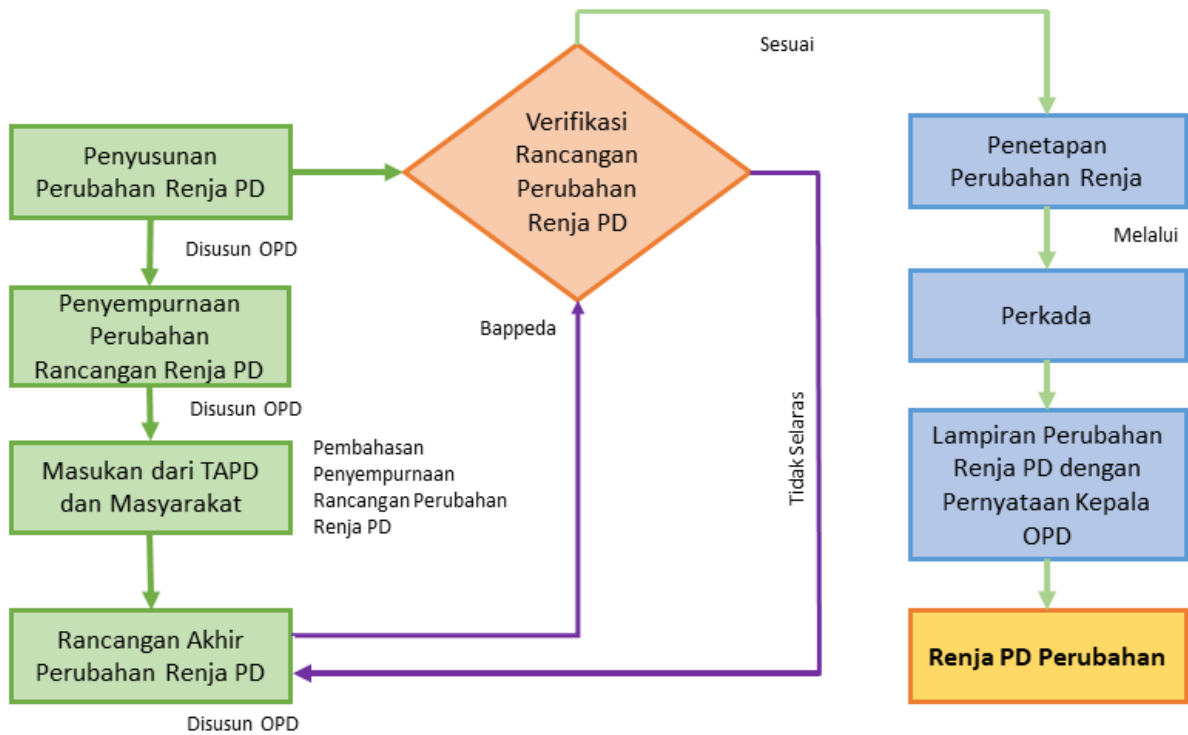 Sesuai
Penyusunan
Perubahan Renja PD
Disusun OPD
Penyempurnaan
Perubahan
Rancangan Renja PD
Disusun OPD
Masukan dari TAPD
dan Masyarakat
Pembahasan
Penyempurnaan
Rancangan Perubahan
Renja PD
Rancangan Akhir
Perubahan Renja PD
Disusun OPD
Verifikasi
Rancangan
Perubahan
Renja PD
Bappeda
Tidak Selaras
Penetapan
Perubahan Renja
Melalui
Perkada
Lampiran Perubahan
Renja PD dengan
Pernyataan Kepala
OPD
Renja PD Perubahan